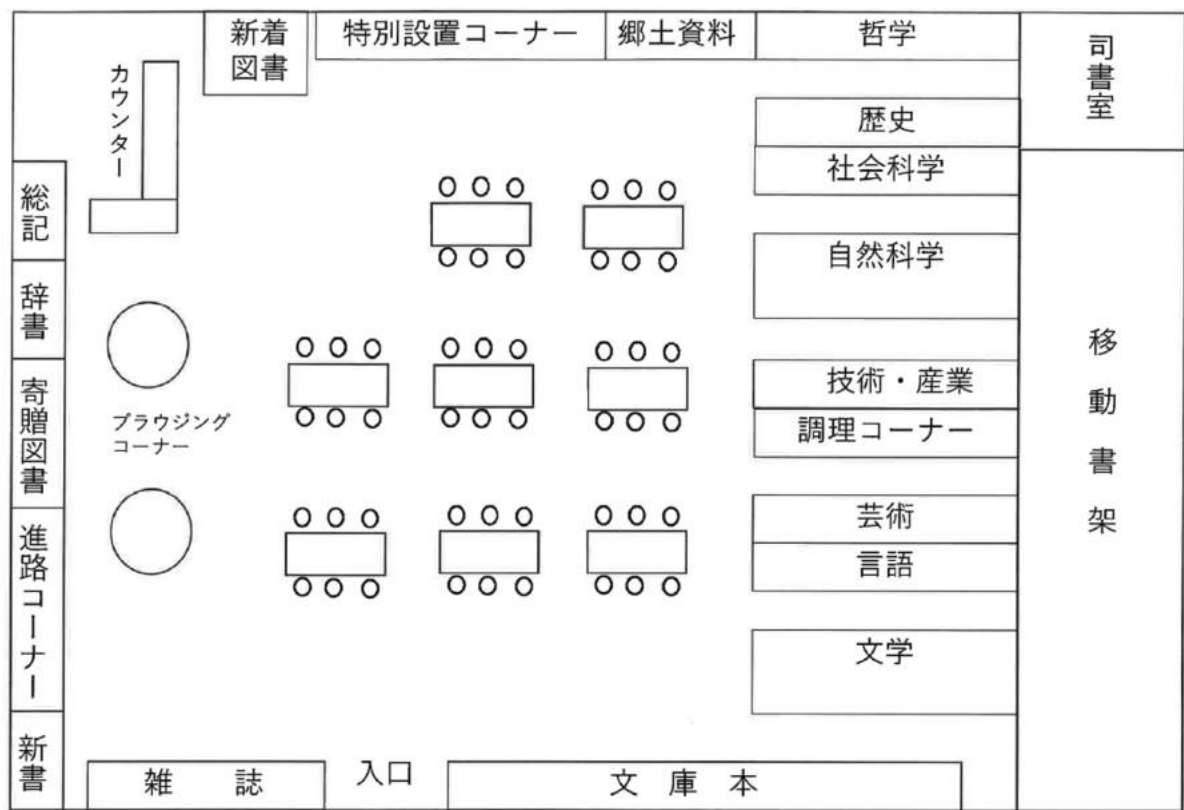 新着
図書
特別設置コーナー
郷土資料
哲学
司書室
カウンター
歴史
社会科学
総記
自然科学
辞書
移動書架
技術・産業
寄贈図書
ブラウジング
コーナー
調理コーナー
芸術
進路コーナー
言語
文学
新書
雑誌
入口
文庫本